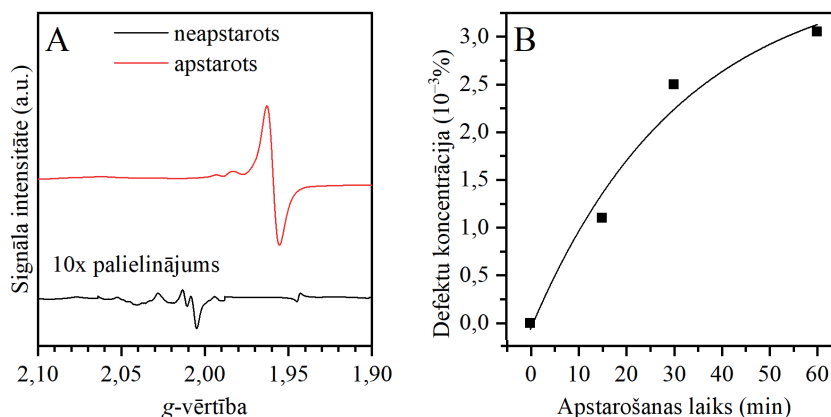 A
neapstarots
apstarots
Signāla intensitāte (a.u.)
10x palielinājums
2,10 2,05 2,00 1,95 1,90
g-vērtība
B
Defektu koncentrācija (10⁻³%)
3,0
2,5
2,0
1,5
1,0
0,5
0,0
0 10 20 30 40 50 60
Apstarošanas laiks (min)